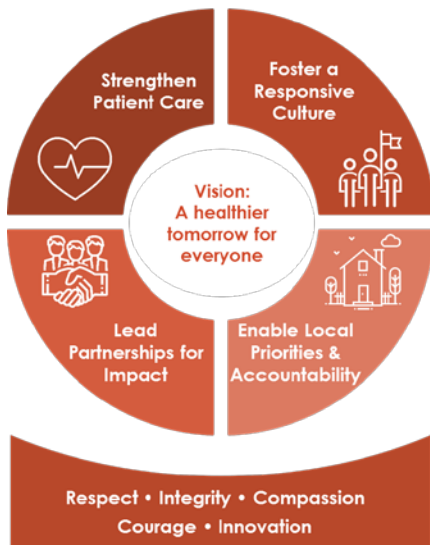 Strengthen
Patient Care
Foster a
Responsive
Culture
Vision:
A healthier
tomorrow for
everyone
Lead
Partnerships for
Impact
Enable Local
Priorities &
Accountability
Respect • Integrity • Compassion
Courage • Innovation